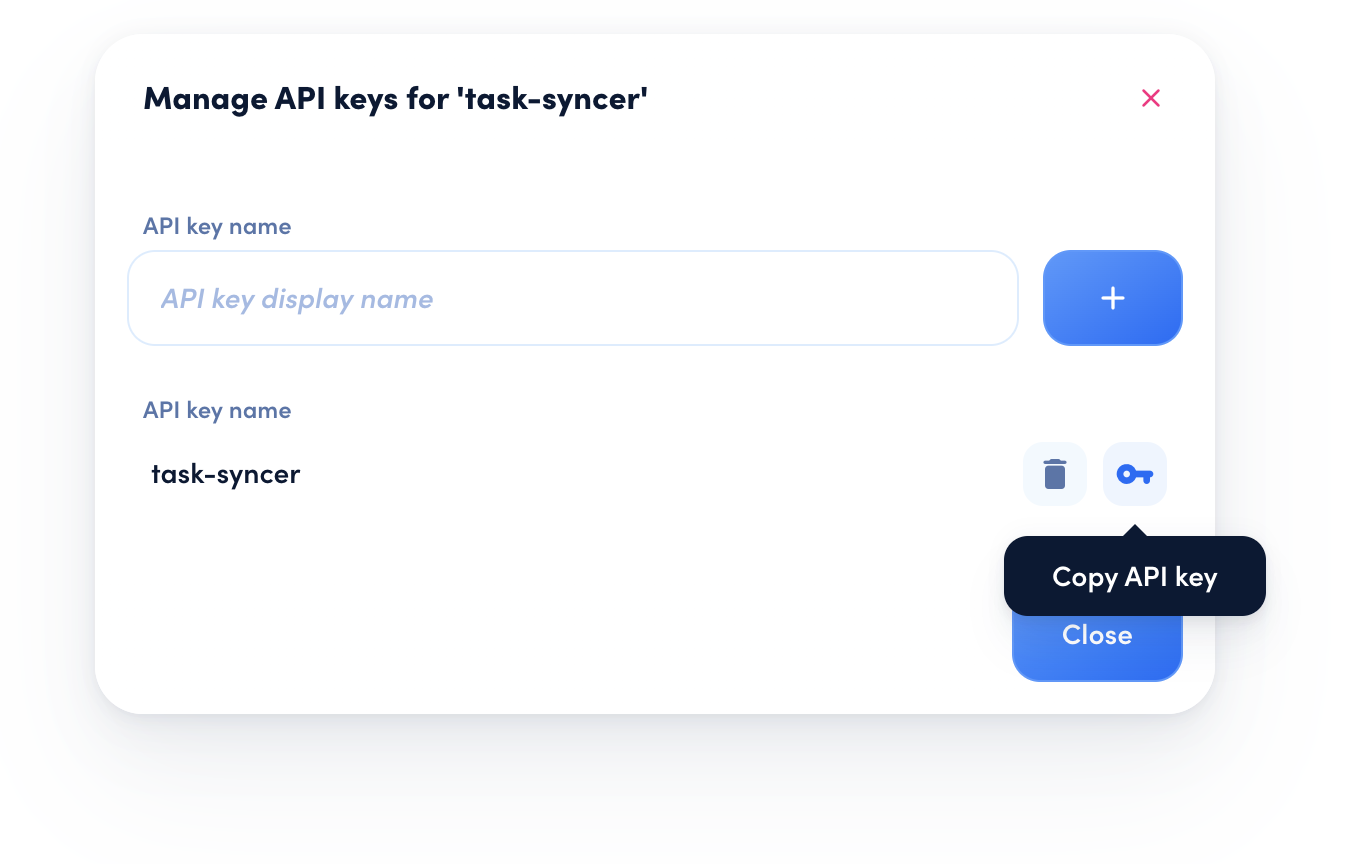 Manage API keys for 'task-syncer'
API key name
API key display name
API key name
task-syncer
Copy API key
Close